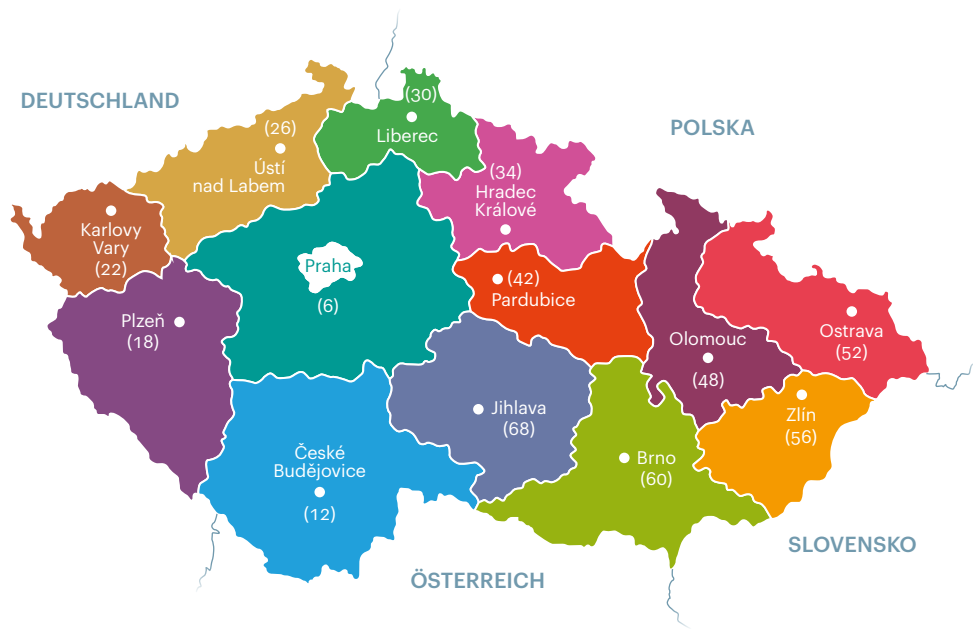 DEUTSCHLAND
POLSKA
(30)
Liberec
(26)
Ústí
nad Labem
(34)
Hradec
Králové
Karlovy
Vary
(22)
Praha
(6)
(42)
Pardubice
Plzeň
(18)
Olomouc
(48)
Ostrava
(52)
Jihlava
(68)
Zlín
(56)
České
Budějovice
(12)
Brno
(60)
SLOVENSKO
ÖSTERREICH